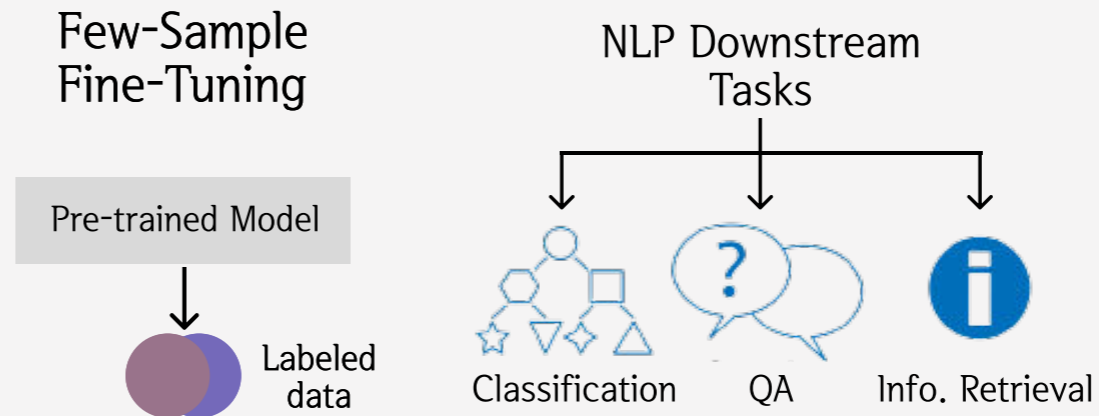 Few-Sample
Fine-Tuning
Pre-trained Model
Labeled
data
NLP Downstream
Tasks
?
i
Classification
QA
Info. Retrieval